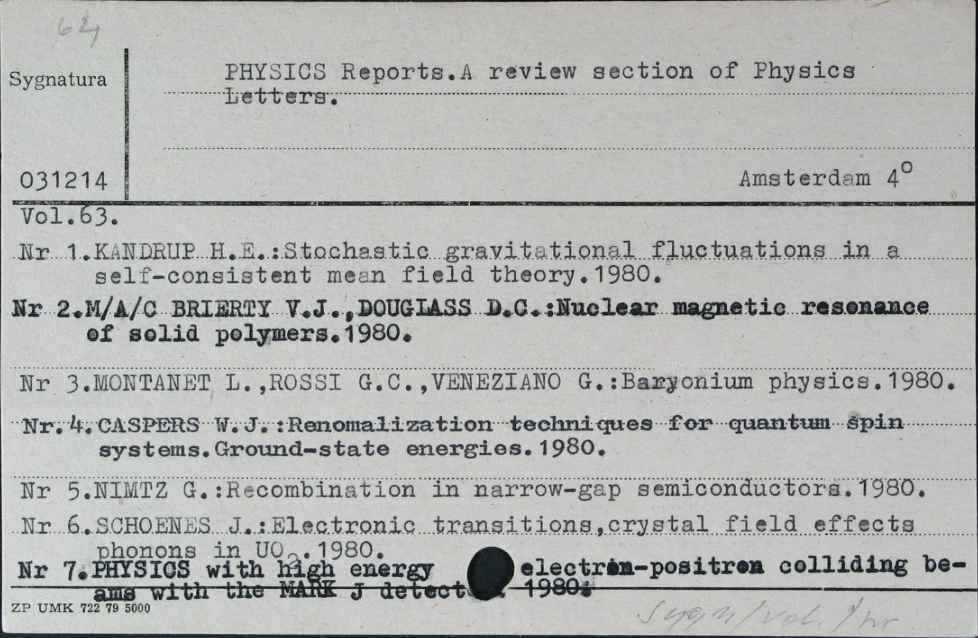 62,
PHYSICS Reports.A review section of Physics
Sygnatura
Letters.
031214
Amsterdam 4°
Vol.63.
Nr 1.KANDRUP H.E.:Stochastic gravitational fluctuations in a
self-consistent mean field theory.1980.
Nr 2.M/A/C BRIERTY V.J.,DOUGLASS D.C.:Nuclear magnetic resonance
of solid polymers.1980.
Nr 3.MONTANET L.,ROSSI G.C.,VENEZIANO G.:Baryonium physics.1980.
Nr.4.CASPERS W.J.:Renomalization techniques for quantum spin
systems.Ground-state energies.1980.
Nr 5.NIMTZ G.:Recombination in narrow-gap semiconductors.1980.
Nr 6.SCHOENES J.:Electronic transitions,crystal field effects
phonons in UO₂.1980.
Nr 7.PHYSICS with high energy electron-positron colliding be-
ams with the MARK J detect 1980.
ZP UMK 722 79 5000
sygn/vol./nr